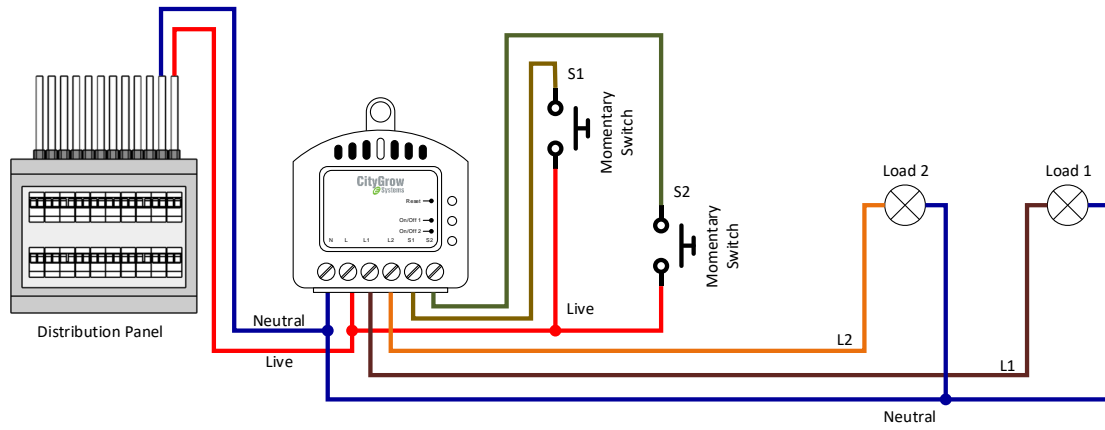 S1
Momentary
Switch
CityGrow
e Systems
Reset
On/Off 1
On/Off 2
N L L1 L2 S1 S2
S2
Momentary
Switch
Load 2
Load 1
Distribution Panel
Neutral
Live
Live
L2
L1
Neutral